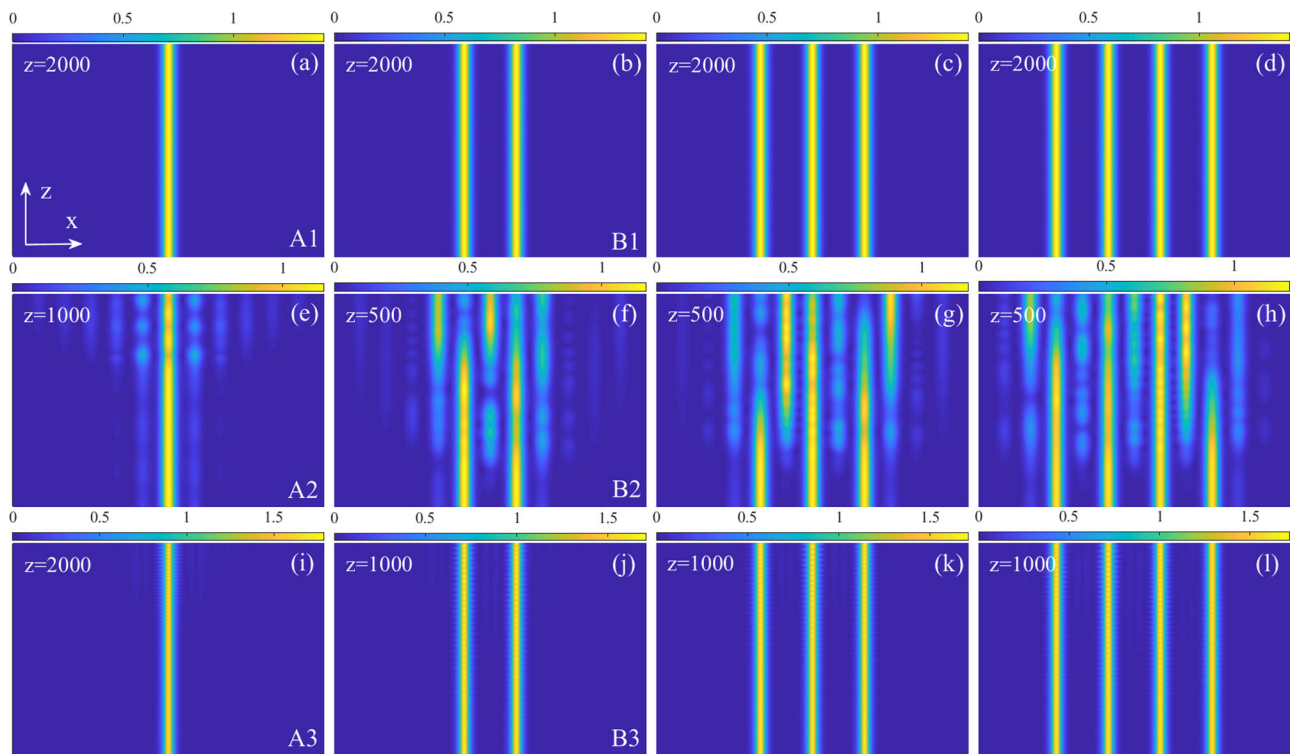 0 0.5 1
0 0.5 1
0 0.5 1
0 0.5 1
z=2000 (a)
z
x
A1
z=2000 (b)
B1
z=2000 (c)
z=2000 (d)
0 0.5 1
0 0.5 1
0 0.5 1
0 0.5 1
z=1000 (e)
A2
z=500 (f)
B2
z=500 (g)
z=500 (h)
0 0.5 1 1.5
0 0.5 1 1.5
0 0.5 1 1.5
0 0.5 1 1.5
z=2000 (i)
A3
z=1000 (j)
B3
z=1000 (k)
z=1000 (l)